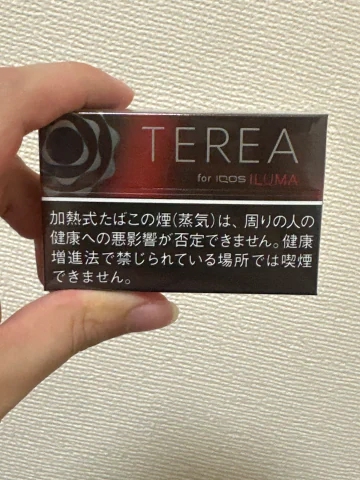 TEREA
for IQOS ILUMA
加熱式たばこの煙(蒸気)は、周りの人の
健康への悪影響が否定できません。健康
増進法で禁じられている場所では喫煙
できません。